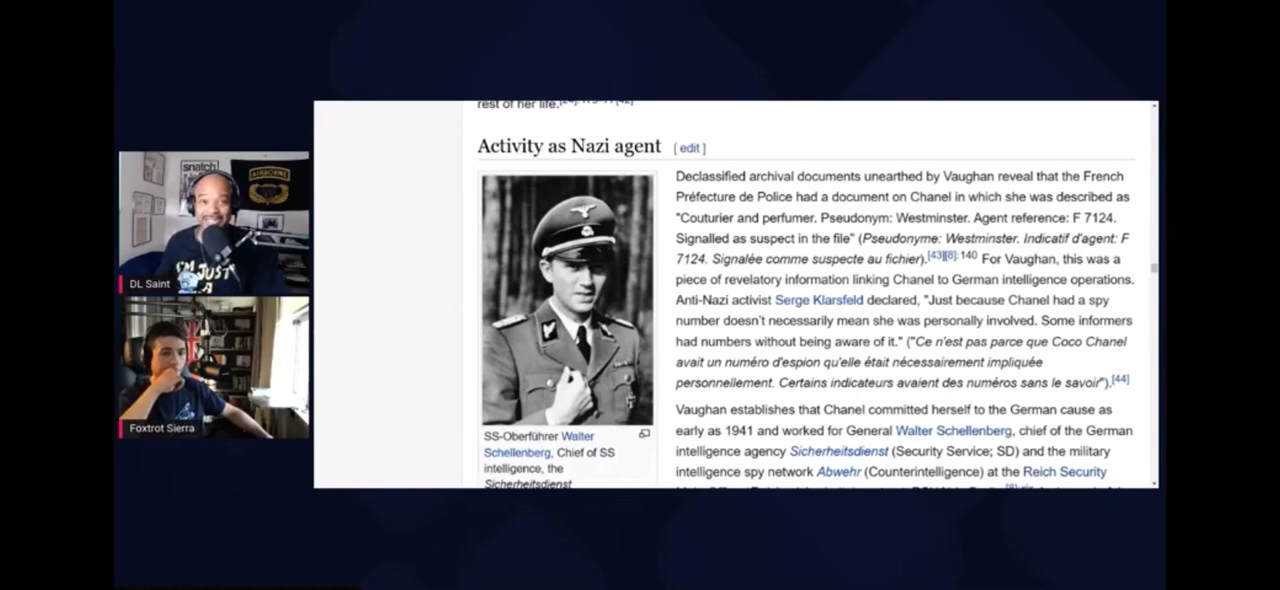 snatch
AIRBORNE
I'M JUST
DL Saint
Foxtrot Sierra
rest of her life.
Activity as Nazi agent [ edit ]
Declassified archival documents unearthed by Vaughan reveal that the French
Préfecture de Police had a document on Chanel in which she was described as
"Couturier and perfumer. Pseudonym: Westminster. Agent reference: F 7124.
Signalled as suspect in the file" (Pseudonyme: Westminster. Indicatif d'agent: F
7124. Signalée comme suspecte au fichier).[43][8]:140 For Vaughan, this was a
piece of revelatory information linking Chanel to German intelligence operations.
Anti-Nazi activist Serge Klarsfeld declared, "Just because Chanel had a spy
number doesn't necessarily mean she was personally involved. Some informers
had numbers without being aware of it." ("Ce n'est pas parce que Coco Chanel
avait un numéro d'espion qu'elle était nécessairement impliquée
personnellement. Certains indicateurs avaient des numéros sans le savoir").[44]
Vaughan establishes that Chanel committed herself to the German cause as
early as 1941 and worked for General Walter Schellenberg, chief of the German
intelligence agency Sicherheitsdienst (Security Service; SD) and the military
intelligence spy network Abwehr (Counterintelligence) at the Reich Security
SS-Oberführer Walter
Schellenberg, Chief of SS
intelligence, the
Sicherheitsdienst